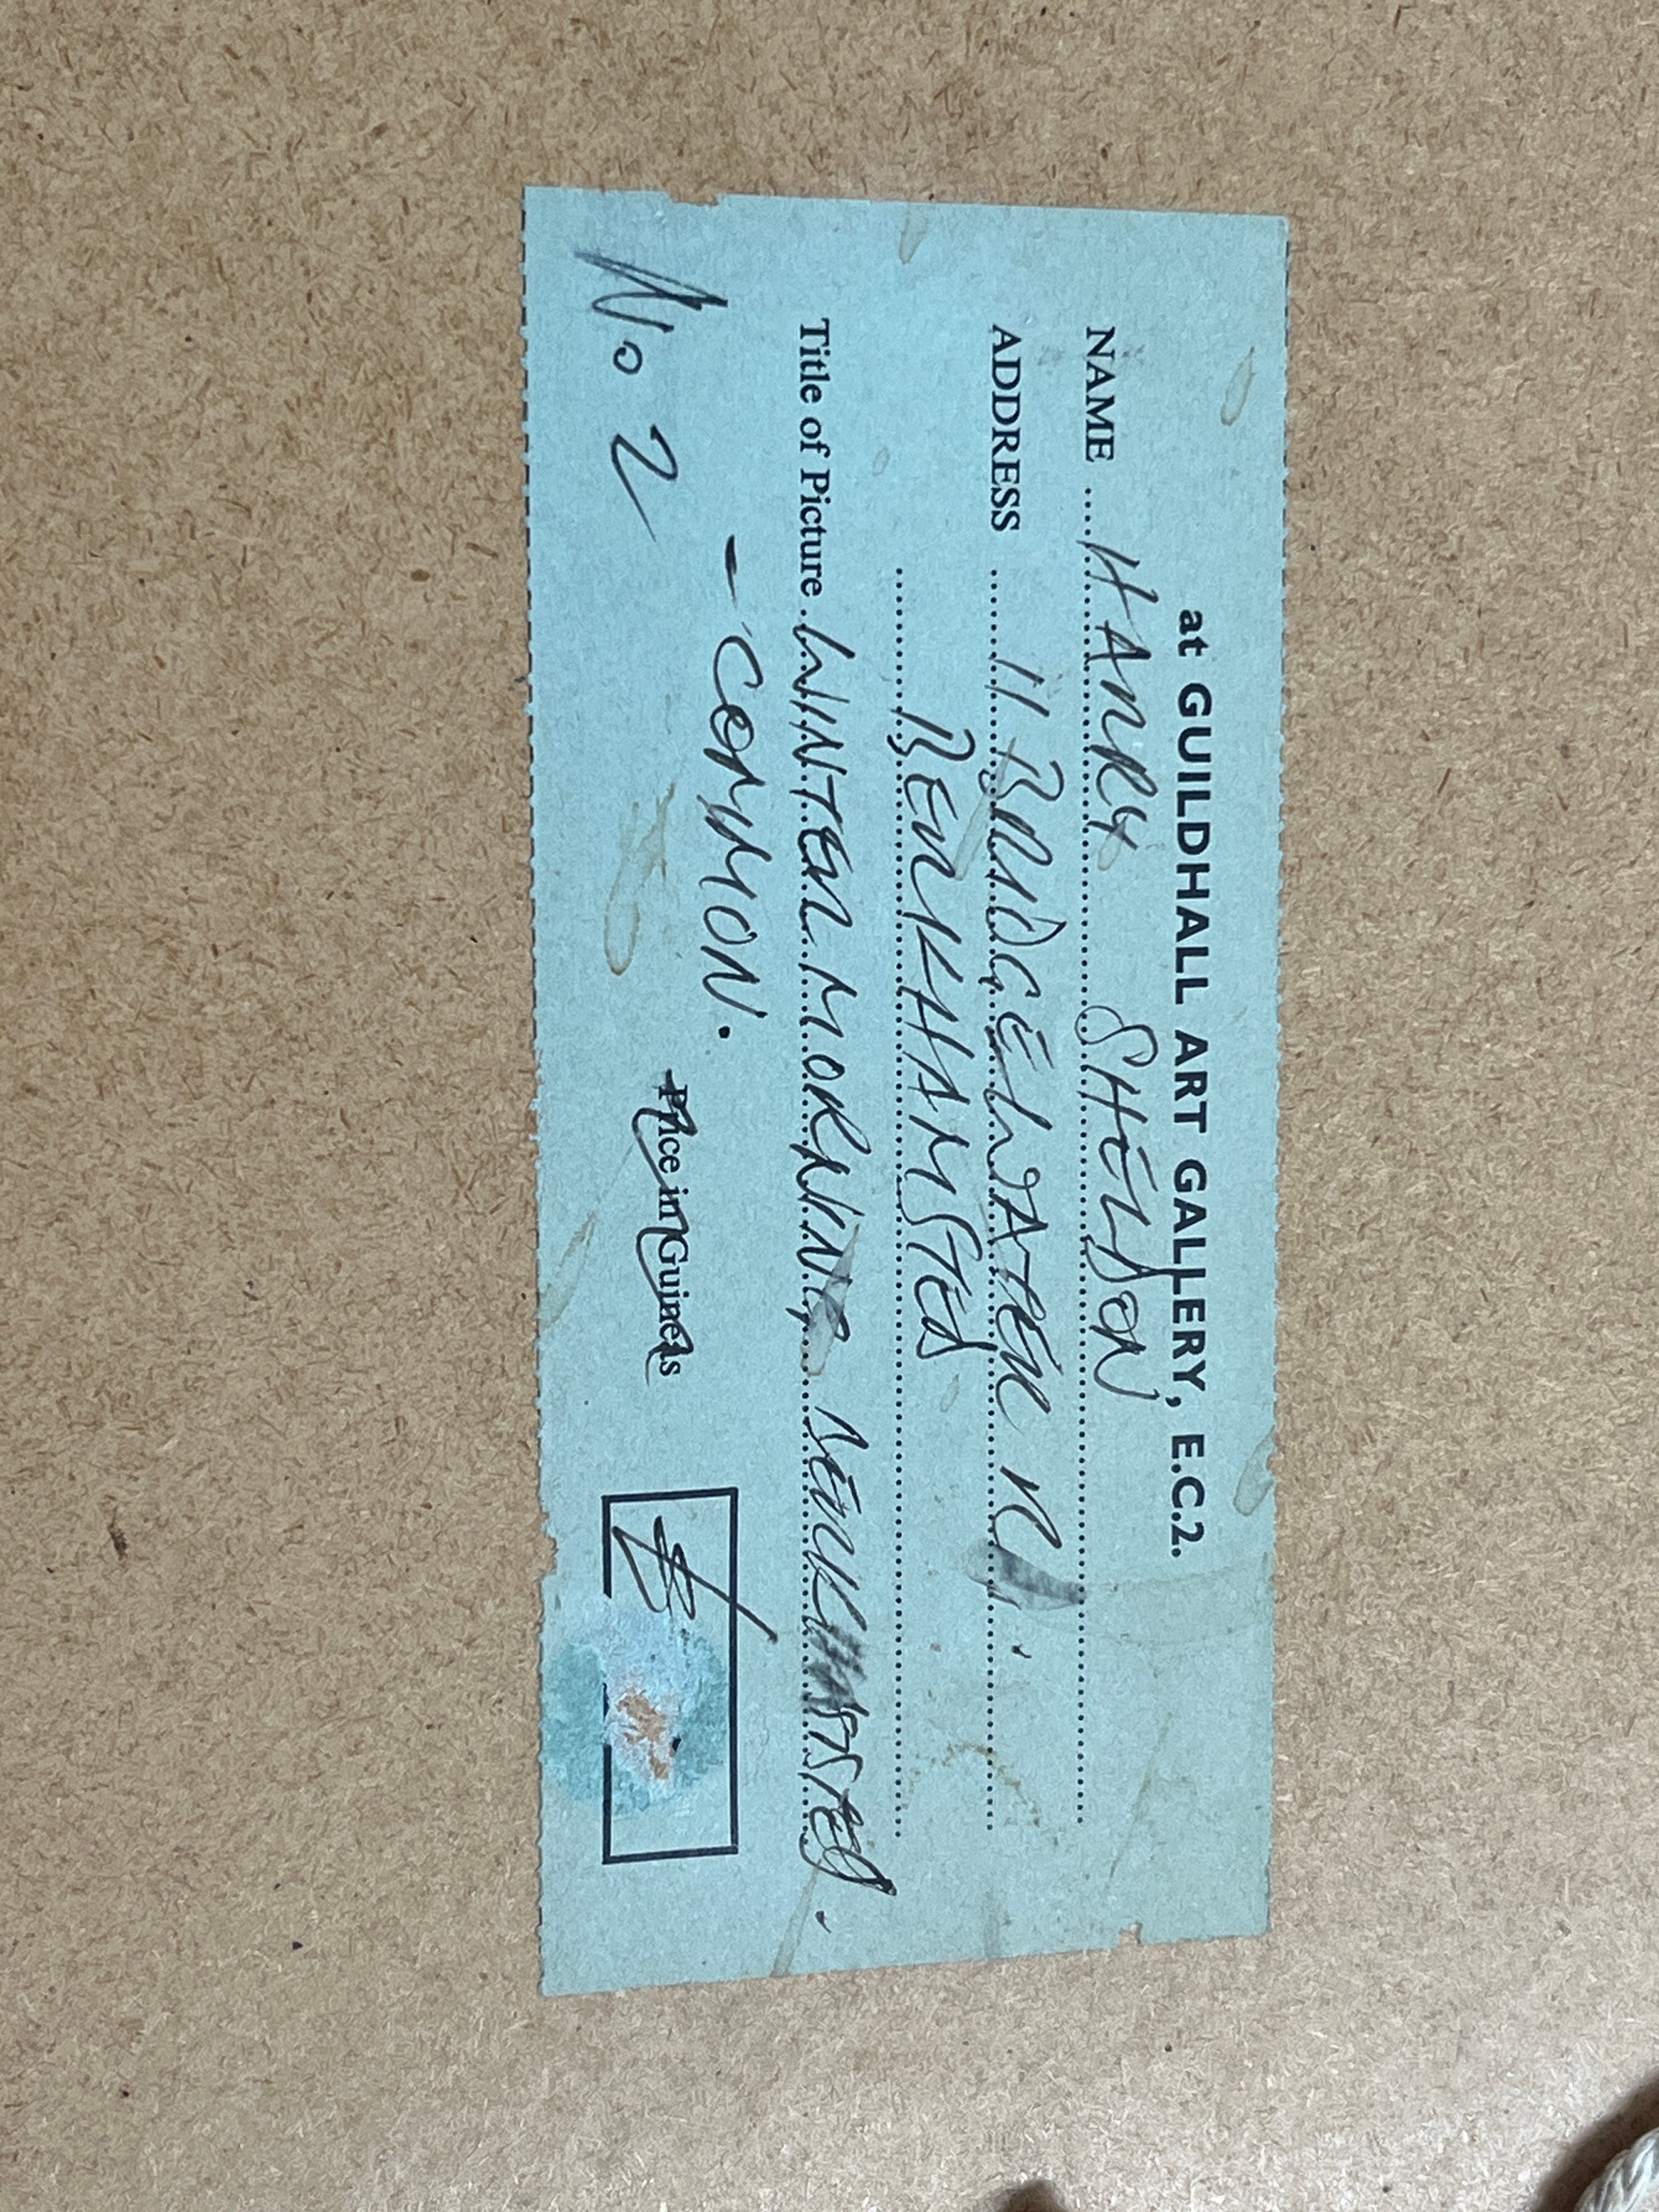 at GUILDHALL ART GALLERY, E.C.2.
NAME HARRY SHELDON
ADDRESS 11 BRIDGEWATER RD.
BERKHAMSTED
Title of Picture WINTER MORNING BERKHAMSTED.
- COMMON.
No 2 Price in Guineas £